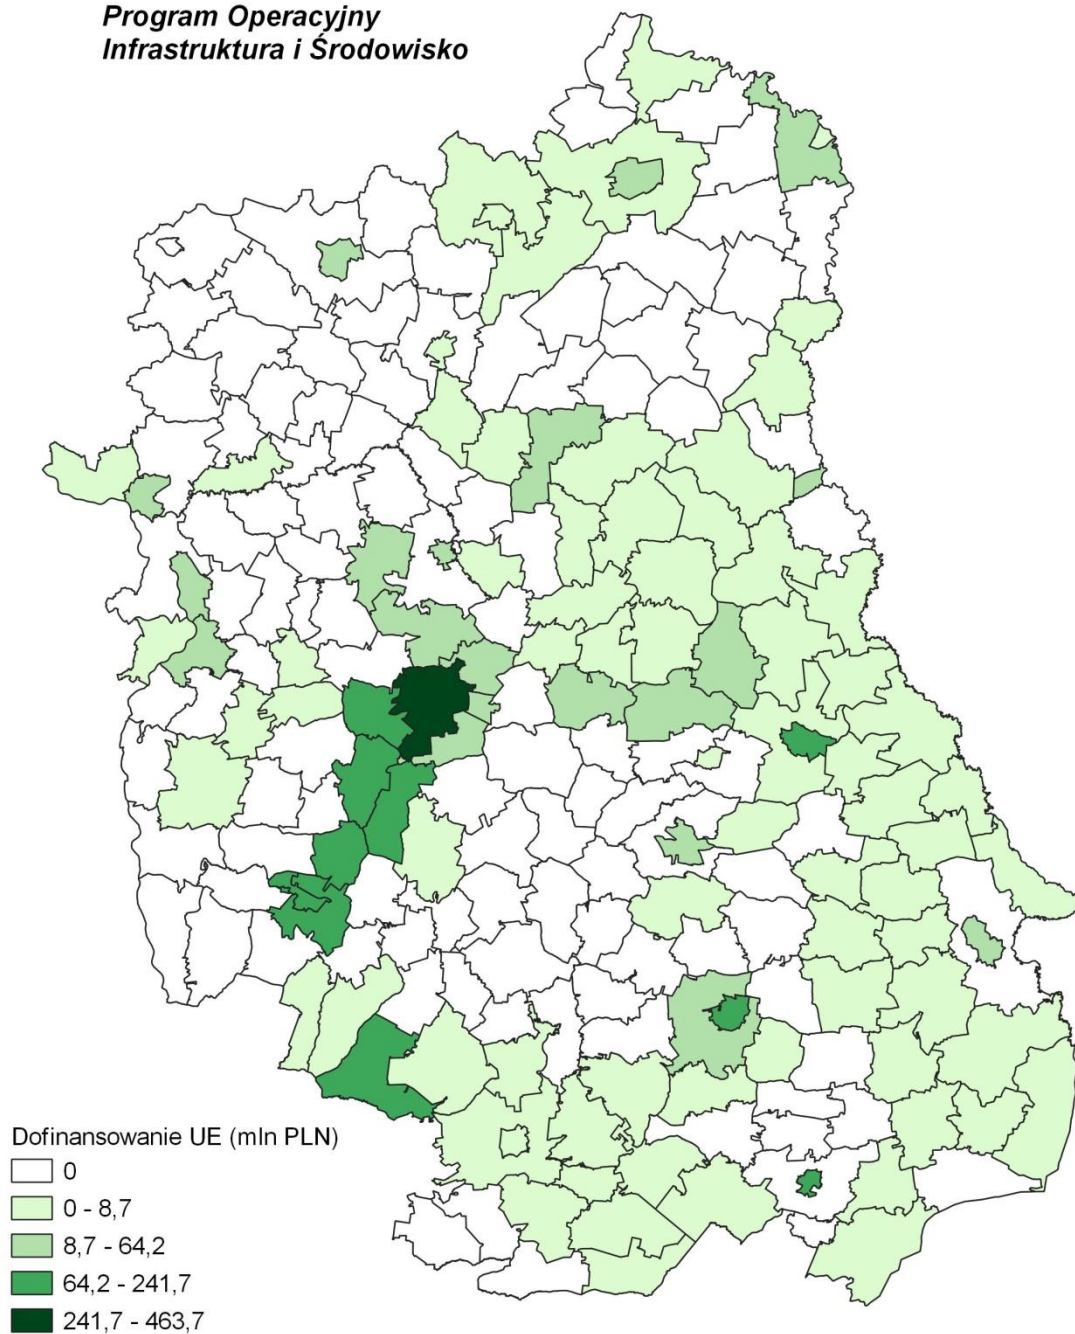 Program Operacyjny
Infrastruktura i Środowisko
Dofinansowanie UE (mln PLN)
0
0 - 8,7
8,7 - 64,2
64,2 - 241,7
241,7 - 463,7